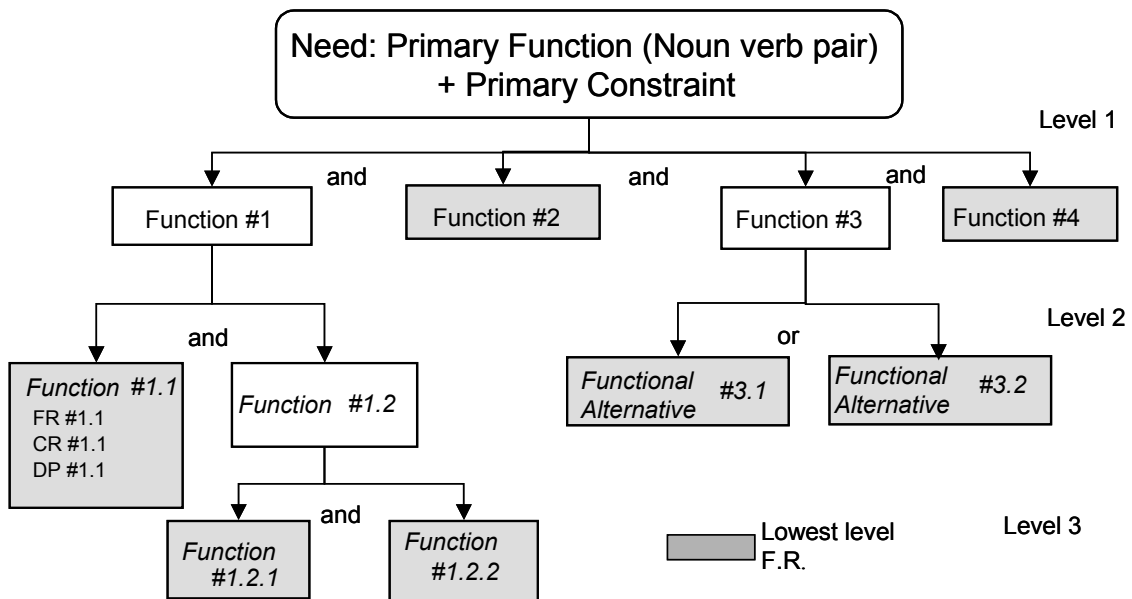 Need: Primary Function (Noun verb pair)
+ Primary Constraint
Level 1
and
and
and
Function #1
Function #2
Function #3
Function #4
Level 2
and
or
Function #1.1
FR #1.1
CR #1.1
DP #1.1
Function #1.2
Functional
Alternative #3.1
Functional
Alternative #3.2
and
Level 3
Function
#1.2.1
Function
#1.2.2
Lowest level
F.R.